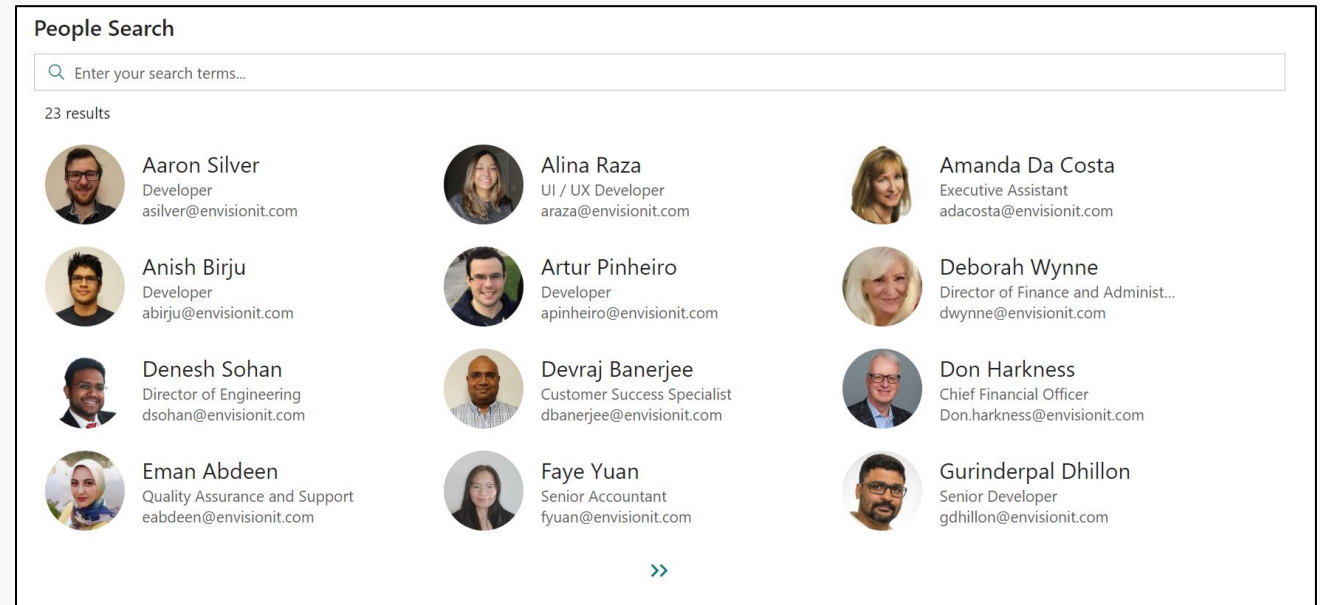 People Search
Enter your search terms...
23 results
Aaron Silver
Developer
asilver@envisionit.com
Alina Raza
UI / UX Developer
araza@envisionit.com
Amanda Da Costa
Executive Assistant
adacosta@envisionit.com
Anish Birju
Developer
abirju@envisionit.com
Artur Pinheiro
Developer
apinheiro@envisionit.com
Deborah Wynne
Director of Finance and Administ...
dwynne@envisionit.com
Denesh Sohan
Director of Engineering
dsohan@envisionit.com
Devraj Banerjee
Customer Success Specialist
dbanerjee@envisionit.com
Don Harkness
Chief Financial Officer
Don.harkness@envisionit.com
Eman Abdeen
Quality Assurance and Support
eabdeen@envisionit.com
Faye Yuan
Senior Accountant
fyuan@envisionit.com
Gurinderpal Dhillon
Senior Developer
gdhillon@envisionit.com